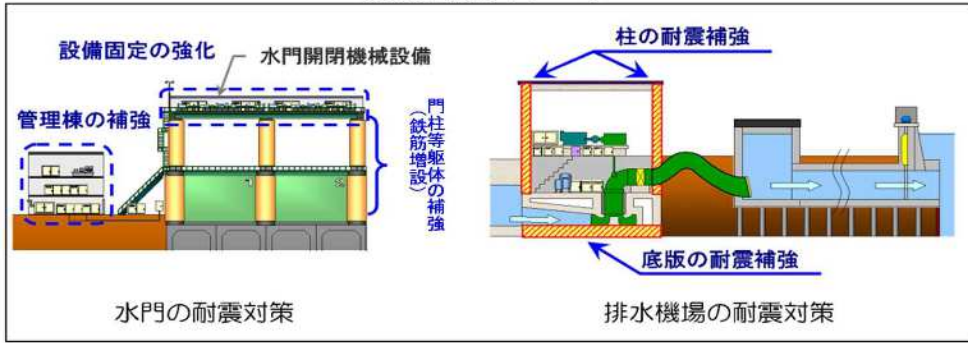 設備固定の強化
水門開閉機械設備
管理棟の補強
門柱等躯体の補強
(鉄筋増設)
水門の耐震対策
柱の耐震補強
底版の耐震補強
排水機場の耐震対策